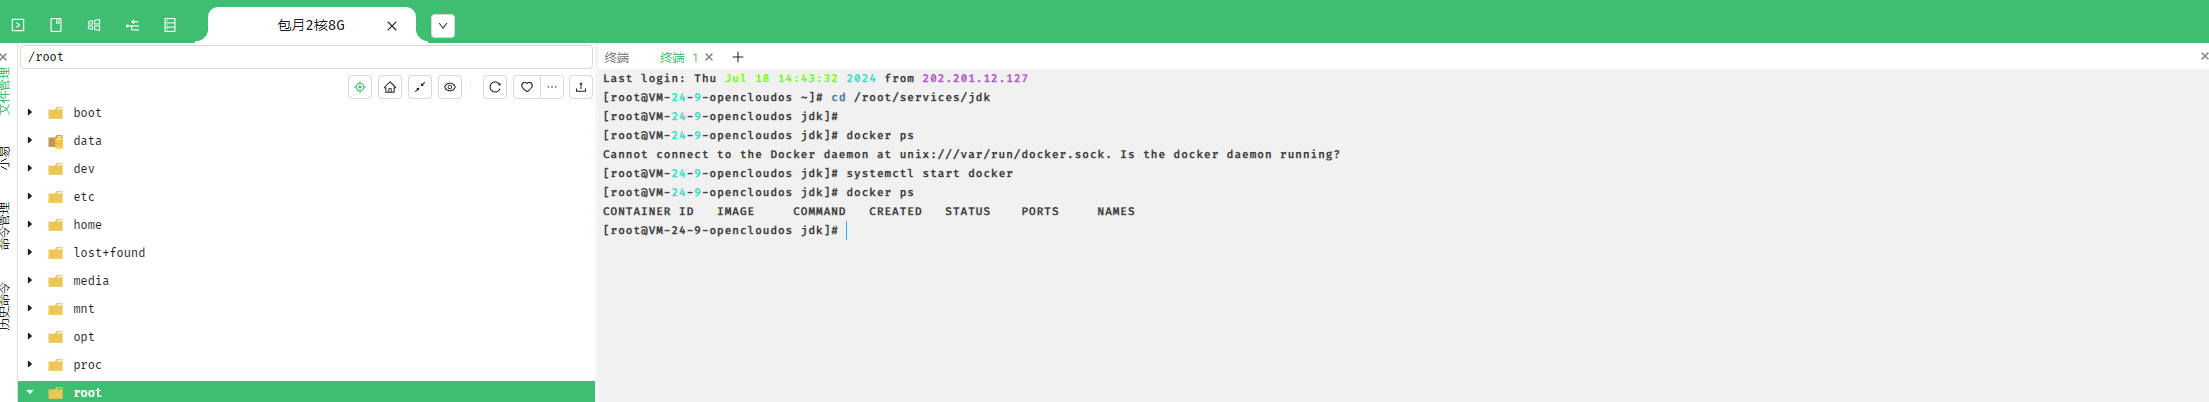 包月2核8G
/root
文件管理
小易
命令管理
历史命令
boot
data
dev
etc
home
lost+found
media
mnt
opt
proc
root
终端 终端 1
Last login: Thu Jul 18 14:43:32 2024 from 202.201.12.127
[root@VM-24-9-opencloudos ~]# cd /root/services/jdk
[root@VM-24-9-opencloudos jdk]#
[root@VM-24-9-opencloudos jdk]# docker ps
Cannot connect to the Docker daemon at unix:///var/run/docker.sock. Is the docker daemon running?
[root@VM-24-9-opencloudos jdk]# systemctl start docker
[root@VM-24-9-opencloudos jdk]# docker ps
CONTAINER ID   IMAGE     COMMAND   CREATED   STATUS    PORTS     NAMES
[root@VM-24-9-opencloudos jdk]#